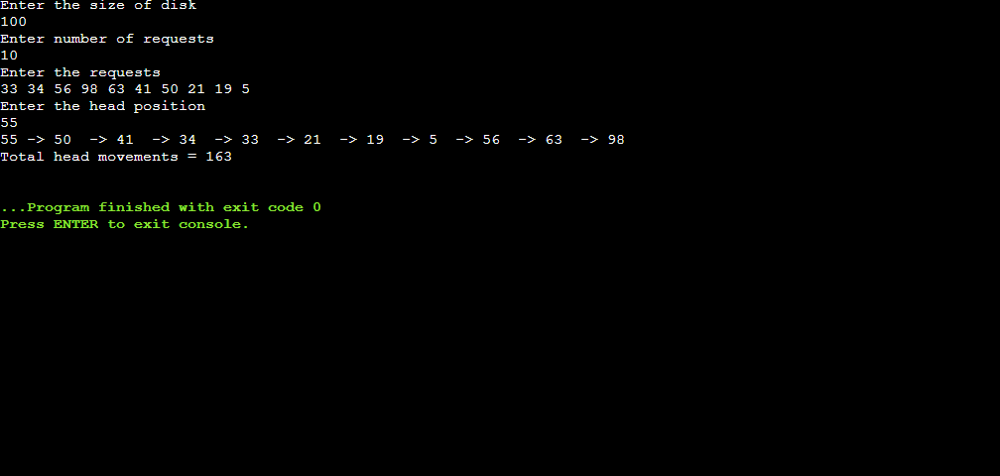 Enter the size of disk
100
Enter number of requests
10
Enter the requests
33 34 56 98 63 41 50 21 19 5
Enter the head position
55
55 -> 50  -> 41  -> 34  -> 33  -> 21  -> 19  -> 5  -> 56  -> 63  -> 98
Total head movements = 163
...Program finished with exit code 0
Press ENTER to exit console.